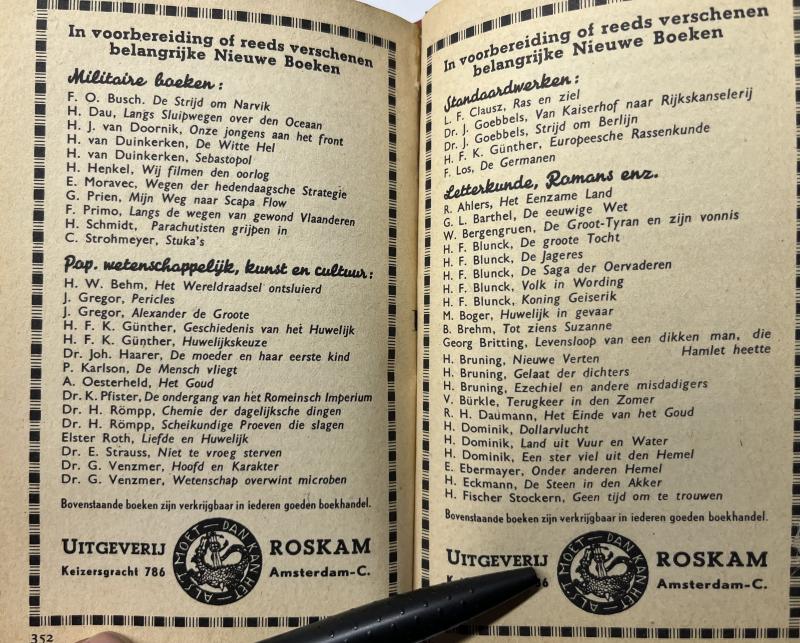 In voorbereiding of reeds verschenen
belangrijke Nieuwe Boeken
Militaire boeken:
F. O. Busch. De Strijd om Narvik
H. Dau, Langs Sluipwegen over den Oceaan
H. J. van Doornik, Onze jongens aan het front
H. van Duinkerken, De Witte Hel
H. van Duinkerken, Sebastopol
H. Henkel, Wij filmen den oorlog
E. Moravec, Wegen der hedendaagsche Strategie
G. Prien, Mijn Weg naar Scapa Flow
F. Primo, Langs de wegen van gewond Vlaanderen
H. Schmidt, Parachutisten grijpen in
C. Strohmeyer, Stuka's
Pap. wetenschappelijk, kunst en cultuur:
H. W. Behm, Het Wereldraadsel ontsluierd
J. Gregor, Pericles
J. Gregor, Alexander de Groote
H. F. K. Günther, Geschiedenis van het Huwelijk
H. F. K. Günther, Huwelijkskeuze
Dr. Joh. Haarer, De moeder en haar eerste kind
P. Karlson, De Mensch vliegt
A. Oesterheld, Het Goud
Dr. K. Pfister, De ondergang van het Romeinsch Imperium
Dr. H. Römpp, Chemie der dagelijksche dingen
Dr. H. Römpp, Scheikundige Proeven die slagen
Elster Roth, Liefde en Huwelijk
Dr. E. Strauss, Niet te vroeg sterven
Dr. G. Venzmer, Hoofd en Karakter
Dr. G. Venzmer, Wetenschap overwint microben
Bovenstaande boeken zijn verkrijgbaar in iederen goeden boekhandel.
UITGEVERIJ ROSKAM
Keizersgracht 786 Amsterdam-C.
ALS 'T MOET — DAN KAN HET
352
In voorbereiding of reeds verschenen
belangrijke Nieuwe Boeken
Standaardwerken:
L. F. Clausz, Ras en ziel
Dr. J. Goebbels, Van Kaiserhof naar Rijkskanselerij
Dr. J. Goebbels, Strijd om Berlijn
H. F. K. Günther, Europeesche Rassenkunde
F. Los, De Germanen
Letterkunde, Romans enz.
R. Ahlers, Het Eenzame Land
G. L. Barthel, De eeuwige Wet
W. Bergengruen, De Groot-Tyran en zijn vonnis
H. F. Blunck, De groote Tocht
H. F. Blunck, De Jageres
H. F. Blunck, De Saga der Oervaderen
H. F. Blunck, Volk in Wording
H. F. Blunck, Koning Geiserik
M. Boger, Huwelijk in gevaar
B. Brehm, Tot ziens Suzanne
Georg Britting, Levensloop van een dikken man, die
Hamlet heette
H. Bruning, Nieuwe Verten
H. Bruning, Gelaat der dichters
H. Bruning, Ezechiel en andere misdadigers
V. Bürkle, Terugkeer in den Zomer
R. H. Daumann, Het Einde van het Goud
H. Dominik, Dollarvlucht
H. Dominik, Land uit Vuur en Water
H. Dominik, Een ster viel uit den Hemel
E. Ebermayer, Onder anderen Hemel
H. Eckmann, De Steen in den Akker
H. Fischer Stockern, Geen tijd om te trouwen
Bovenstaande boeken zijn verkrijgbaar in iederen goeden boekhandel.
UITGEVERIJ ROSKAM
Amsterdam-C.
ALS 'T MOET — DAN KAN HET